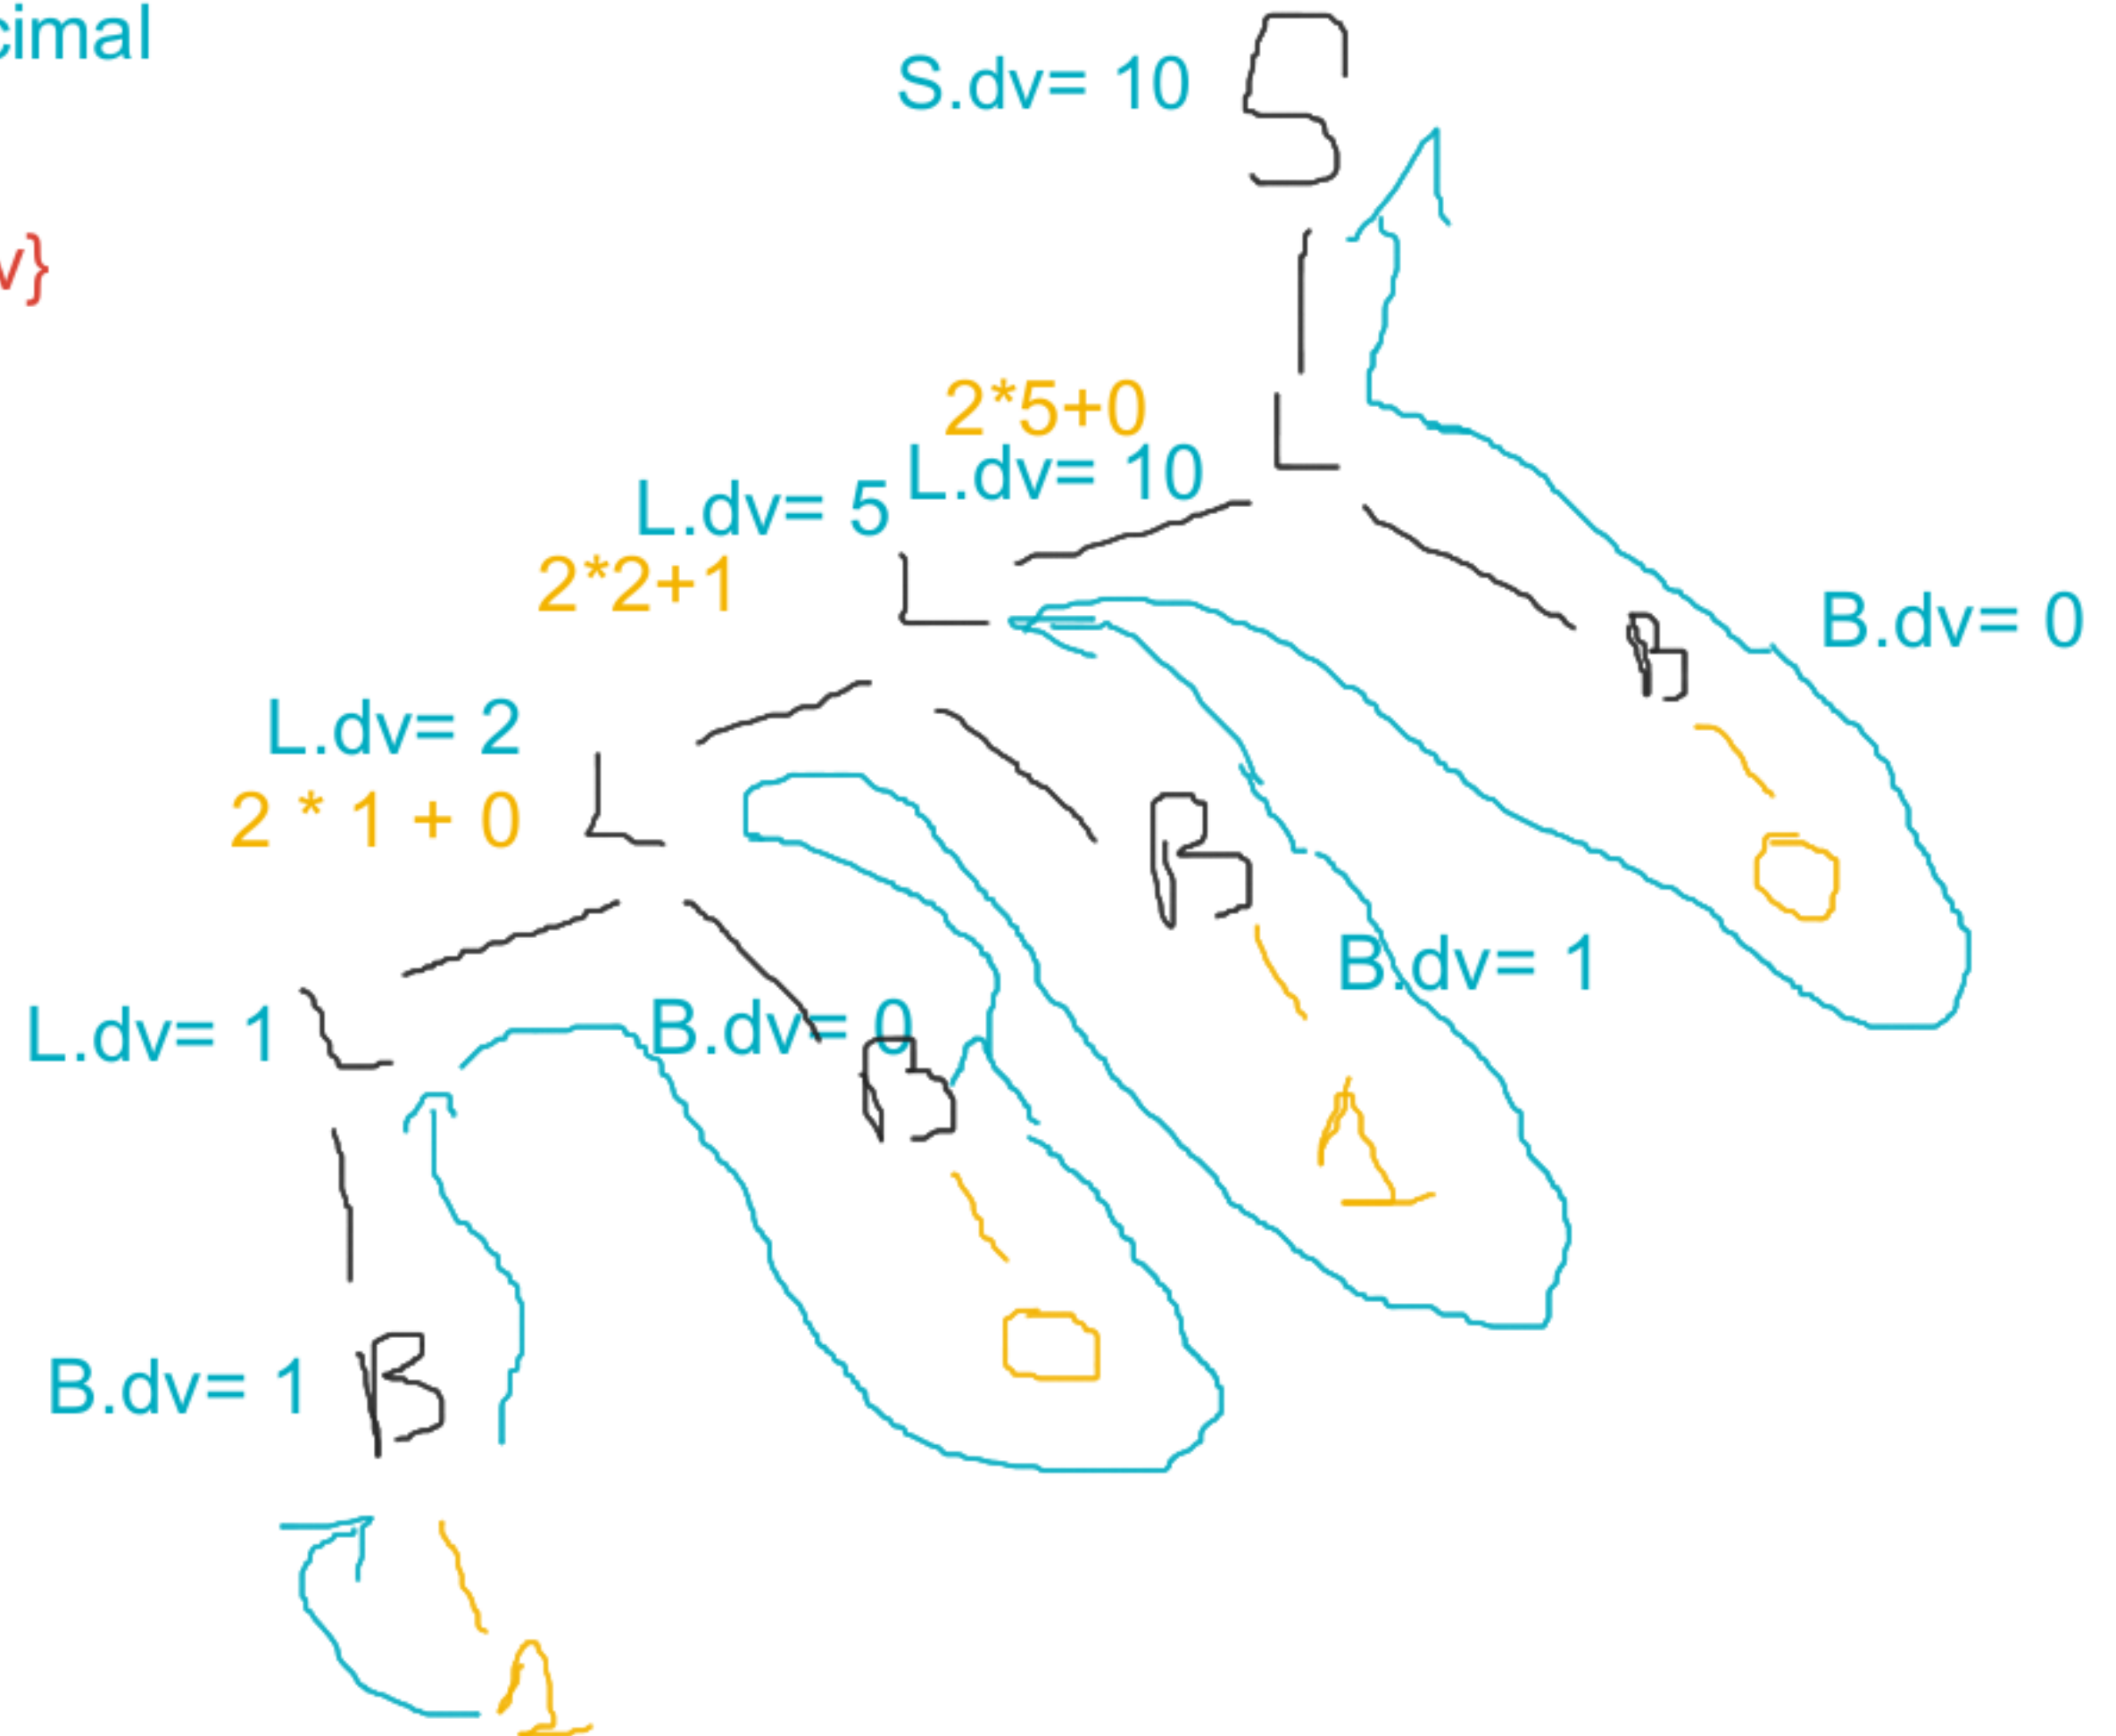 cimal
S.dv= 10
S
v}
2*5+0
L.dv= 10
L
L.dv= 5
2*2+1
L
B.dv= 0
B
L.dv= 2
2 * 1 + 0
L
B
0
B.dv= 1
L.dv= 1
L
B.dv= 0
B
1
0
B.dv= 1
B
1